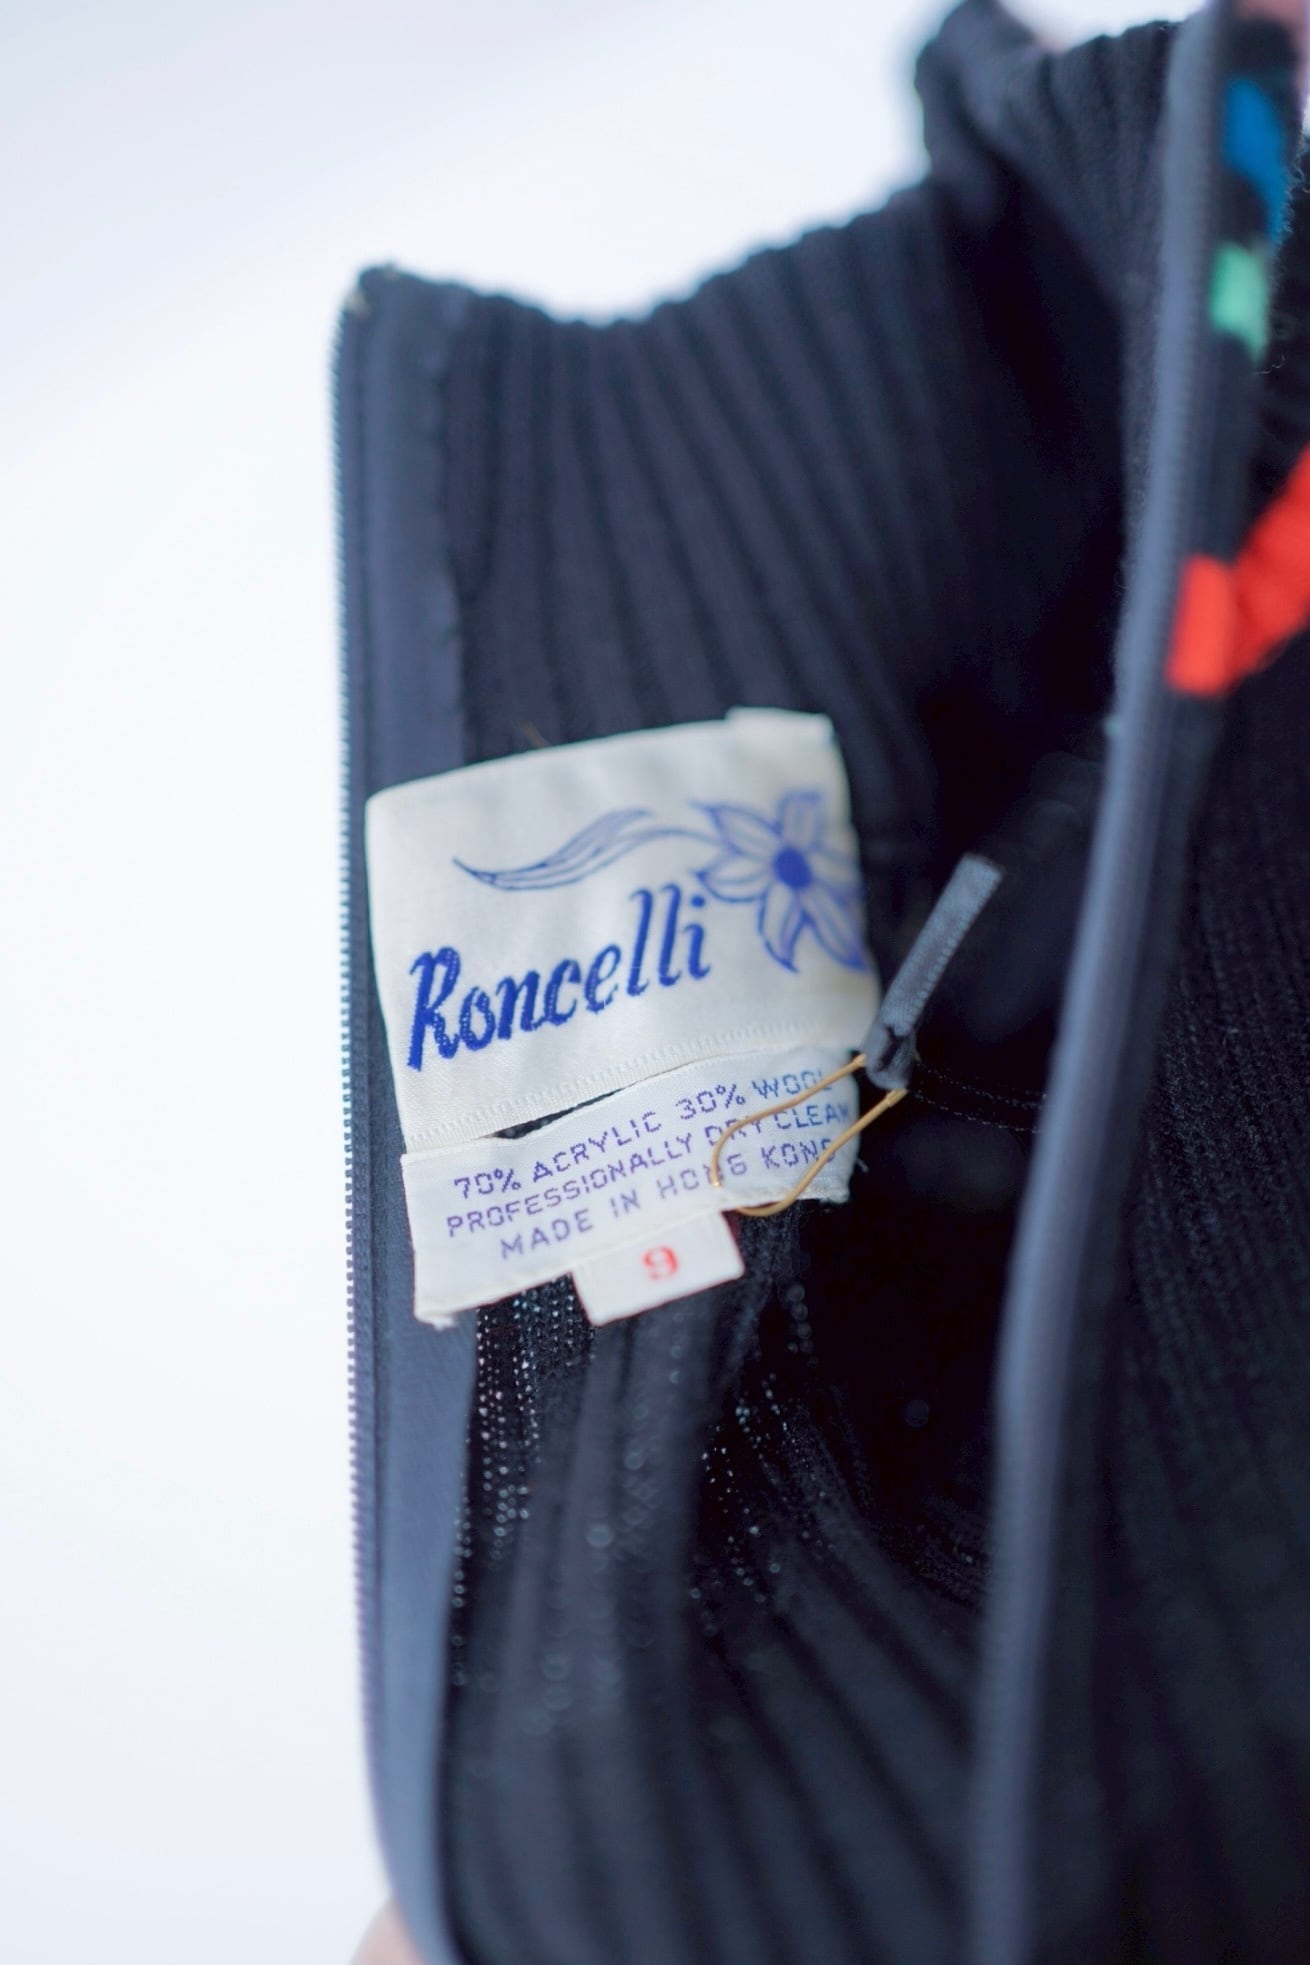 Roncelli
70% ACRYLIC 30% WOOL
PROFESSIONALLY DRY CLEAN
MADE IN HONG KONG
9